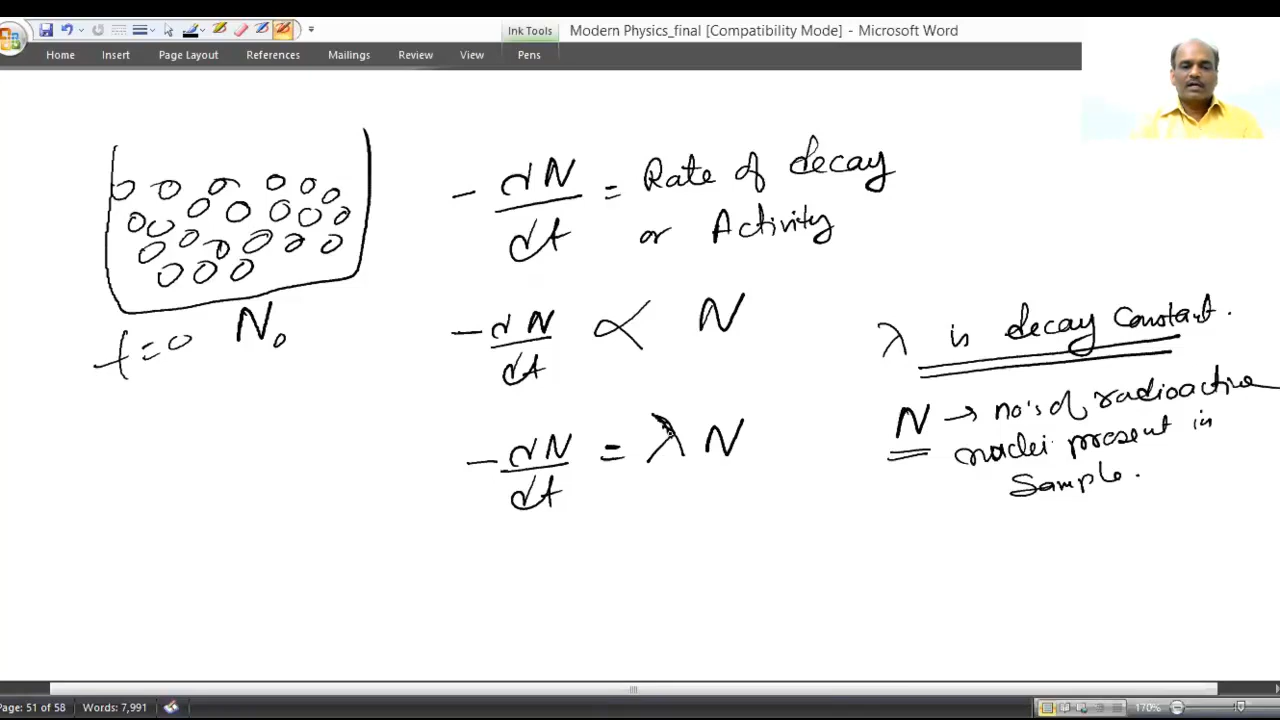 Ink Tools
Modern Physics_final [Compatibility Mode] - Microsoft Word
Home Insert Page Layout References Mailings Review View Pens
- dN/dt = Rate of decay
or Activity
- dN/dt ∝ N
- dN/dt = λ N
t=0 N₀
λ is decay constant.
N → no's of radioactive
nuclei present in
Sample.
Page: 51 of 58 Words: 7,991 170%